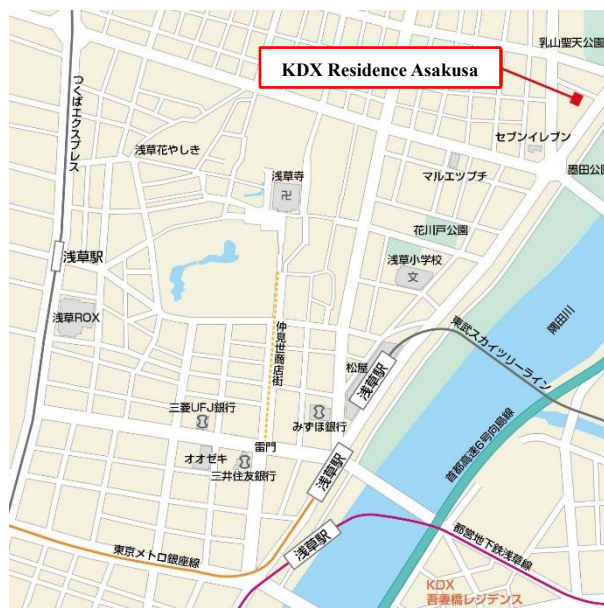 乳山聖天公園
KDX Residence Asakusa
つくばエクスプレス
セブンイレブン
浅草花やしき
マルエツプチ
墨田公園
浅草寺
卍
花川戸公園
浅草小学校
文
浅草駅
浅草ROX
仲見世商店街
松屋
浅草駅
東武スカイツリーライン
隅田川
三菱UFJ銀行
みずほ銀行
雷門
オオゼキ
三井住友銀行
浅草駅
首都高速6号向島線
浅草駅
東京メトロ銀座線
都営地下鉄浅草線
KDX
吾妻橋レジデンス